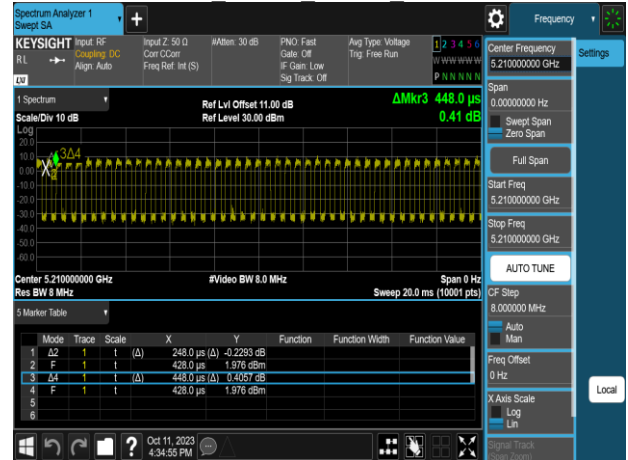 Spectrum Analyzer 1
Swept SA
Frequency
KEYSIGHT Input: RF Input Z: 50 Ω #Atten: 30 dB PNO: Fast Avg Type: Voltage 1 2 3 4 5 6
RL Coupling: DC Corr CCorr Gate: Off Trig: Free Run
Align: Auto Freq Ref: Int (S) IF Gain: Low W W W W W W
Sig Track: Off P N N N N N
LXI
Center Frequency
5.210000000 GHz
Settings
1 Spectrum Ref Lvl Offset 11.00 dB ΔMkr3 448.0 µs
Scale/Div 10 dB Ref Level 30.00 dBm 0.41 dB
Log
20.0
10.0
0.00
-10.0
-20.0
-30.0
-40.0
-50.0
-60.0
3Δ4
Center 5.210000000 GHz #Video BW 8.0 MHz Span 0 Hz
Res BW 8 MHz Sweep 20.0 ms (10001 pts)
Span
0.00000000 Hz
Swept Span
Zero Span
Full Span
Start Freq
5.210000000 GHz
Stop Freq
5.210000000 GHz
AUTO TUNE
CF Step
8.000000 MHz
Auto
Man
Freq Offset
0 Hz
X Axis Scale
Log
Lin
Signal Track
(Span Zoom)
Local
5 Marker Table
Mode Trace Scale X Y Function Function Width Function Value
1 Δ2 1 t (Δ) 248.0 µs (Δ) -0.2293 dB
2 F 1 t 428.0 µs 1.976 dBm
3 Δ4 1 t (Δ) 448.0 µs (Δ) 0.4057 dB
4 F 1 t 428.0 µs 1.976 dBm
5
6
Oct 11, 2023
4:34:55 PM